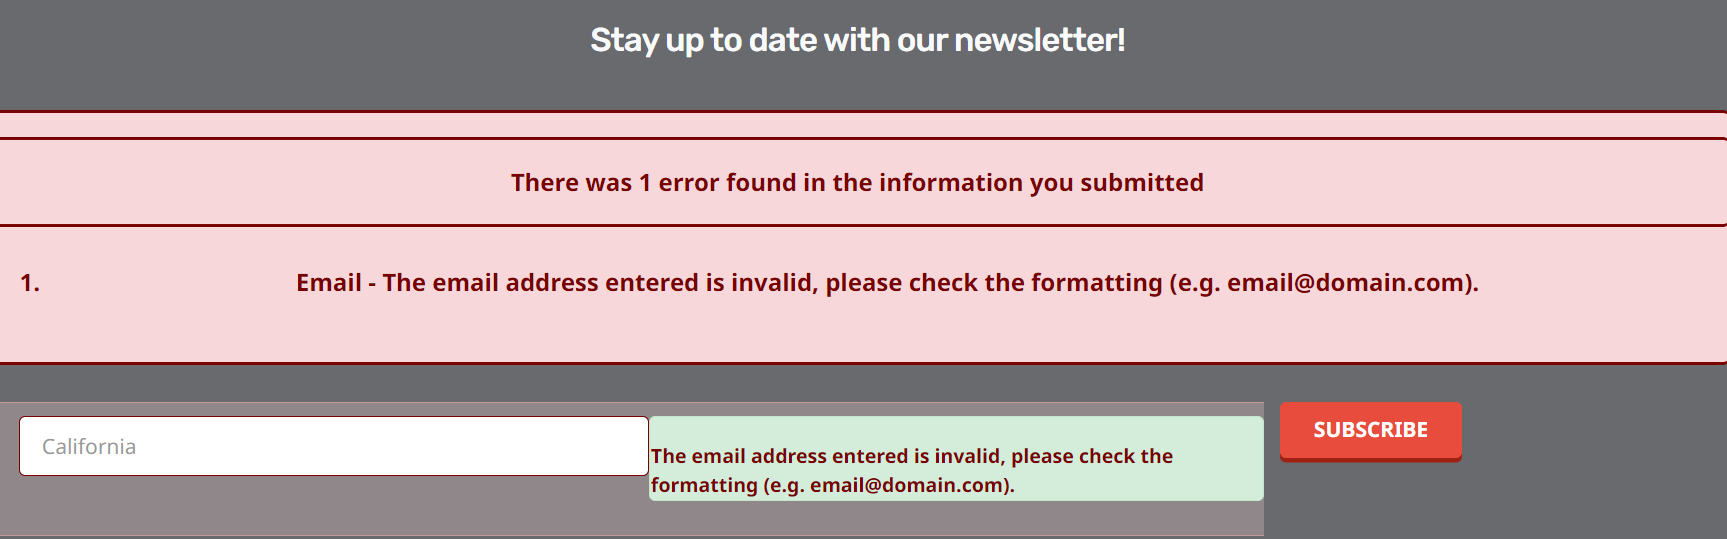 Stay up to date with our newsletter!
There was 1 error found in the information you submitted
1. Email - The email address entered is invalid, please check the formatting (e.g. email@domain.com).
California
The email address entered is invalid, please check the
formatting (e.g. email@domain.com).
SUBSCRIBE